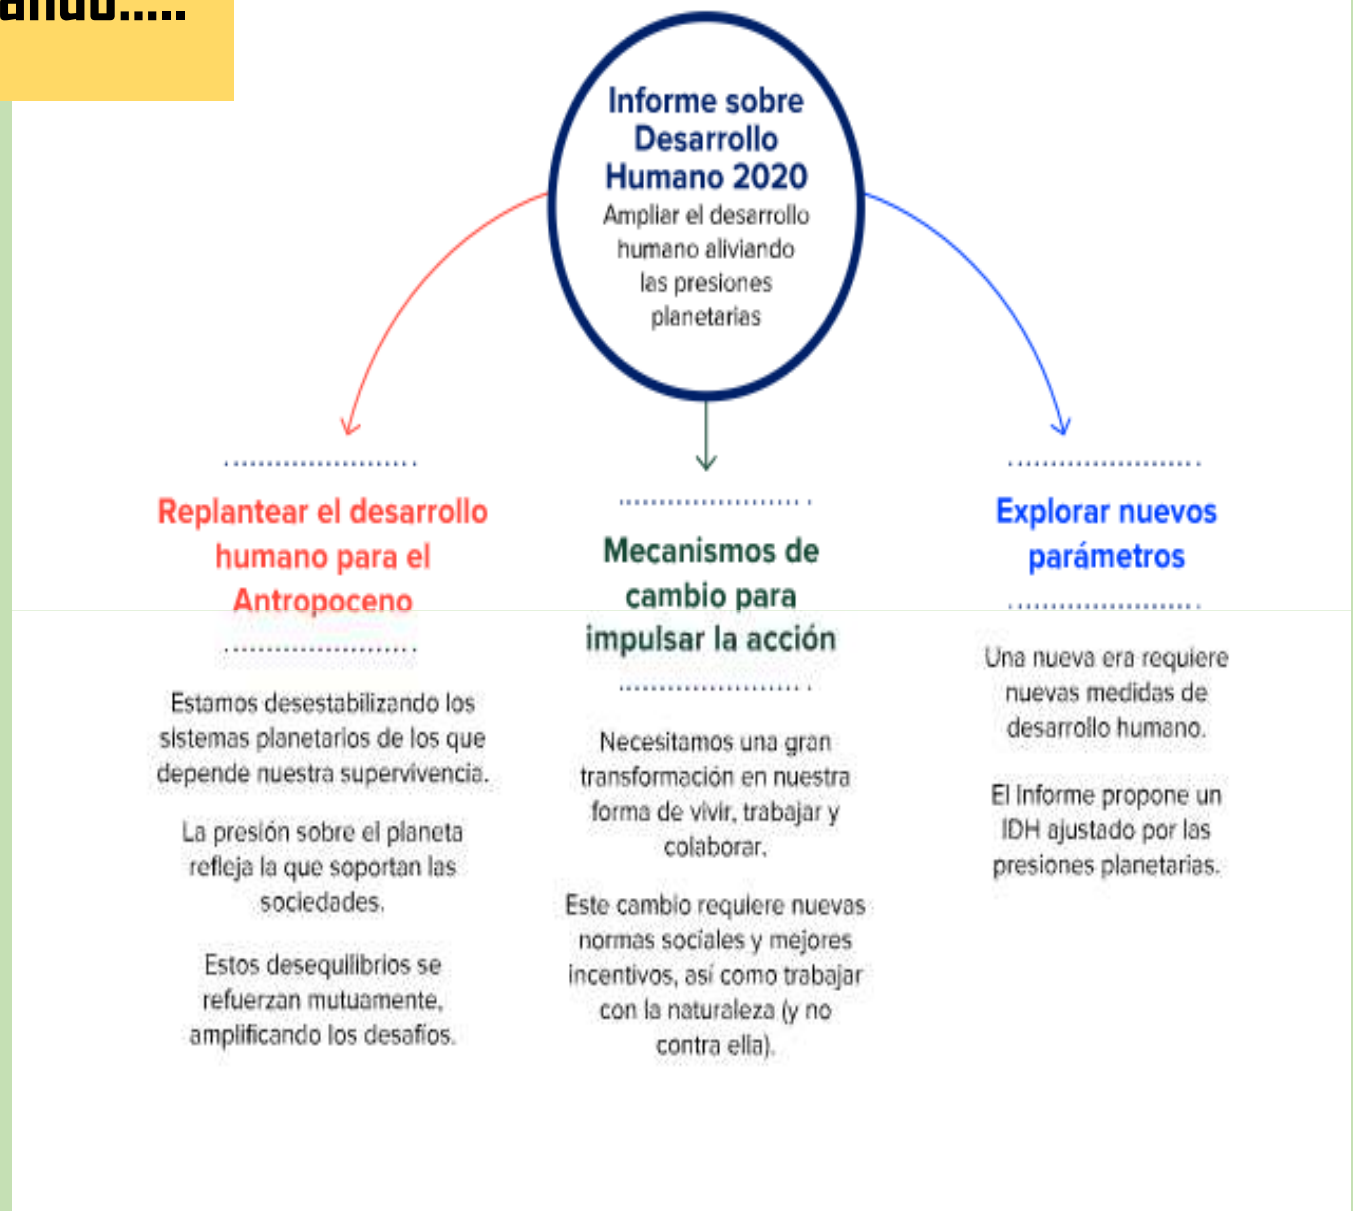 ando.....
Informe sobre
Desarrollo
Humano 2020
Ampliar el desarrollo
humano aliviando
las presiones
planetarias
Replantear el desarrollo
humano para el
Antropoceno
Estamos desestabilizando los
sistemas planetarios de los que
depende nuestra supervivencia.
La presión sobre el planeta
refleja la que soportan las
sociedades.
Estos desequilibrios se
refuerzan mutuamente,
amplificando los desafíos.
Mecanismos de
cambio para
impulsar la acción
Necesitamos una gran
transformación en nuestra
forma de vivir, trabajar y
colaborar.
Este cambio requiere nuevas
normas sociales y mejores
incentivos, así como trabajar
con la naturaleza (y no
contra ella).
Explorar nuevos
parámetros
Una nueva era requiere
nuevas medidas de
desarrollo humano.
El Informe propone un
IDH ajustado por las
presiones planetarias.